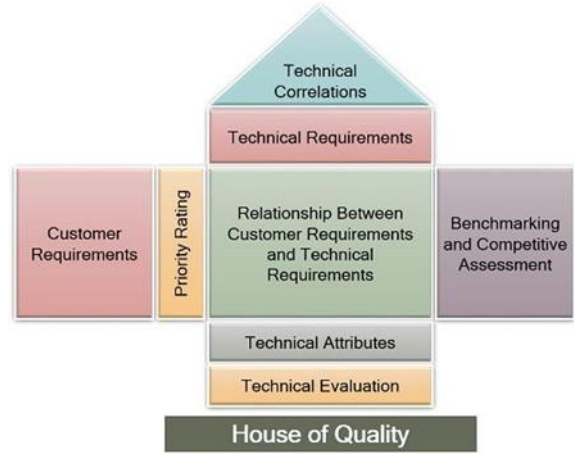 Technical
Correlations
Technical Requirements
Customer
Requirements
Priority Rating
Relationship Between
Customer Requirements
and Technical
Requirements
Benchmarking
and Competitive
Assessment
Technical Attributes
Technical Evaluation
House of Quality